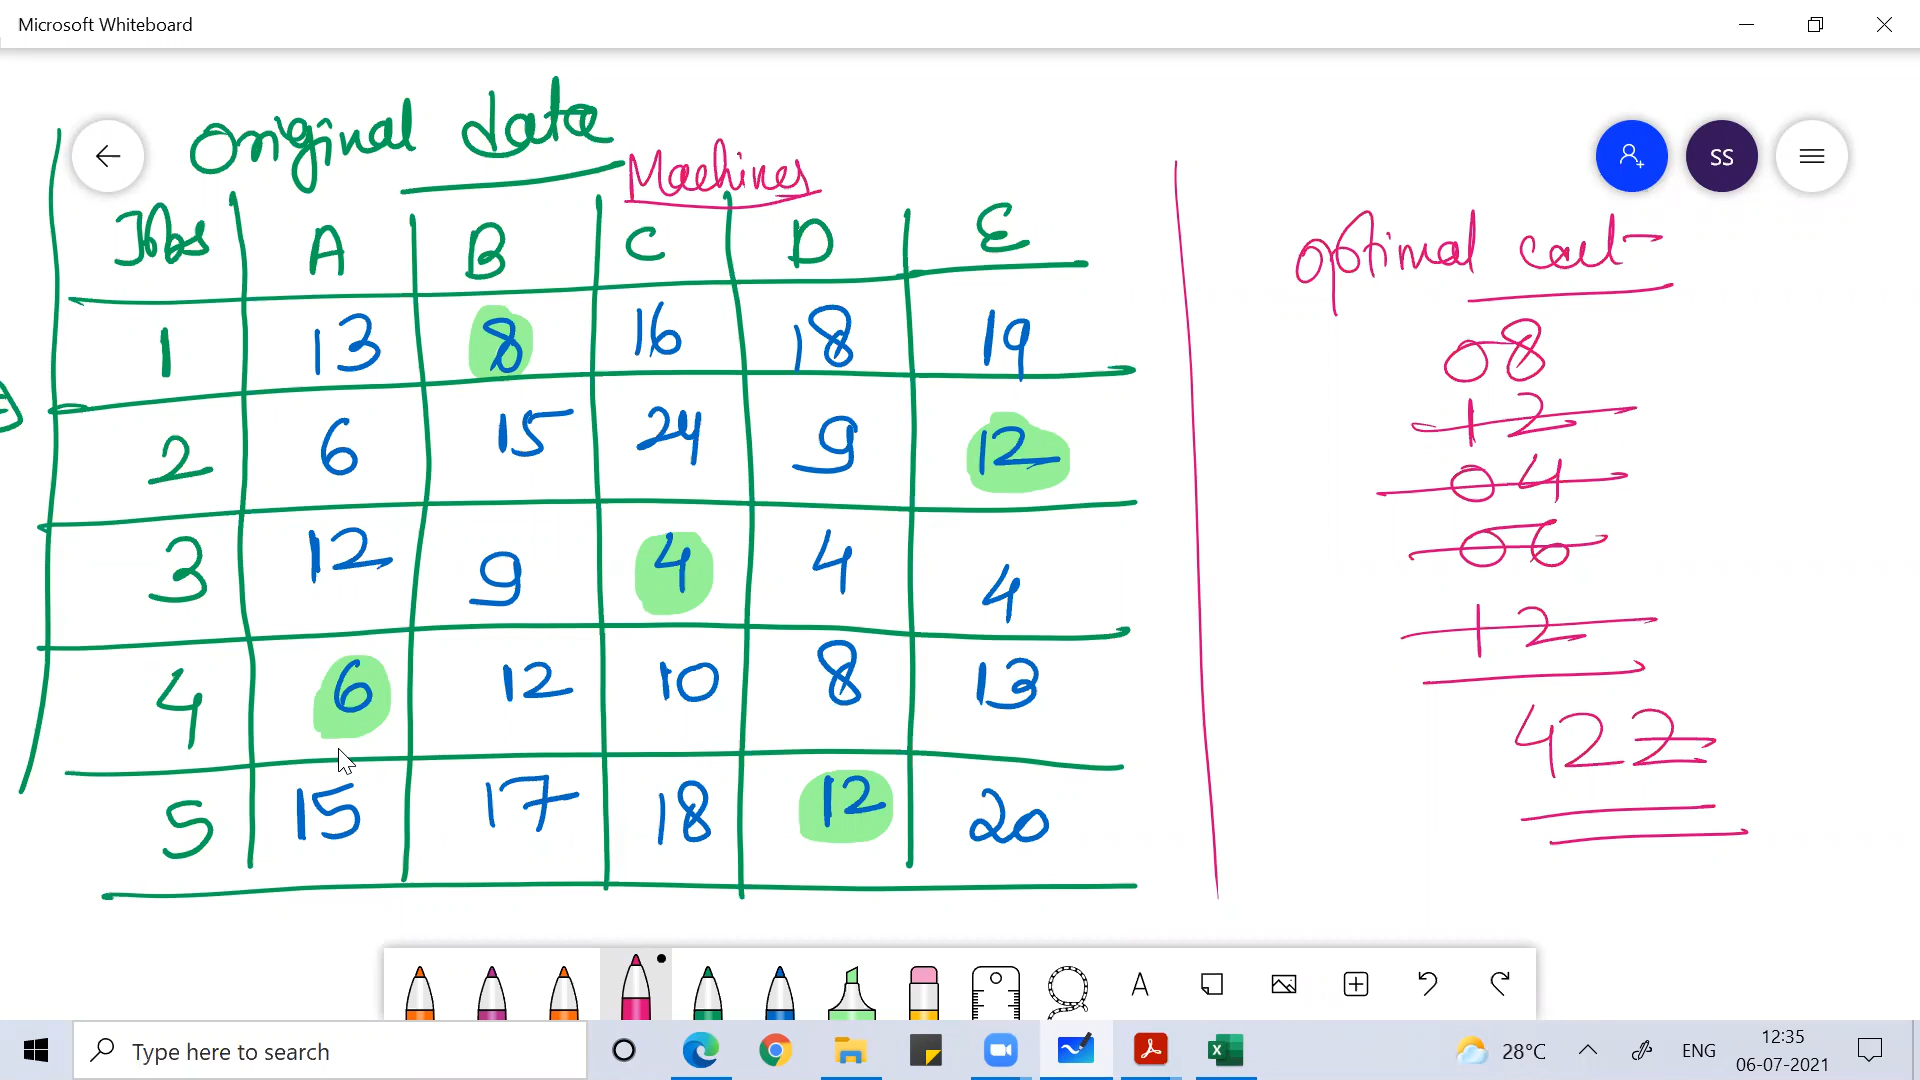 Microsoft Whiteboard
Original data
Machines
SS
Jobs A B C D E
1 13 8 16 18 19
2 6 15 24 9 12
3 12 9 4 4 4
4 6 12 10 8 13
5 15 17 18 12 20
optimal cost
08
12
04
06
12
42
A
Type here to search
28°C
ENG
12:35
06-07-2021